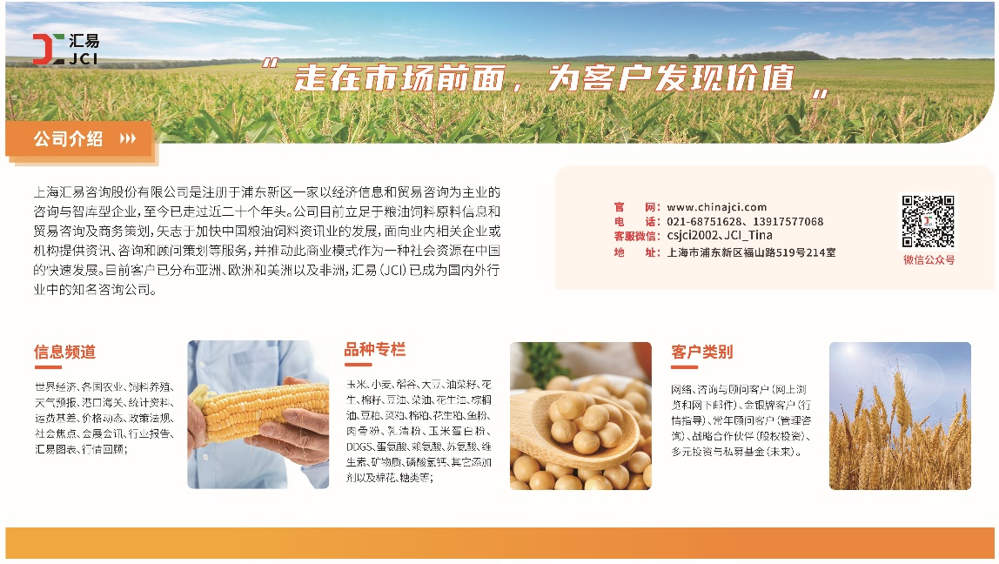 汇易
JCI
"走在市场前面，为客户发现价值"
公司介绍
上海汇易咨询股份有限公司是注册于浦东新区一家以经济信息和贸易咨询为主业的
咨询与智库型企业，至今已走过近二十个年头。公司目前立足于粮油饲料原料信息和
贸易咨询及商务策划，矢志于加快中国粮油饲料资讯业的发展，面向业内相关企业或
机构提供资讯、咨询和顾问策划等服务，并推动此商业模式作为一种社会资源在中国
的快速发展。目前客户已分布亚洲、欧洲和美洲以及非洲，汇易（JCI）已成为国内外行
业中的知名咨询公司。
官　网：www.chinajci.com
电　话：021-68751628、13917577068
客服微信：csjci2002、JCI_Tina
地　址：上海市浦东新区福山路519号214室
微信公众号
信息频道
世界经济、各国农业、饲料养殖、
天气预报、港口海关、统计资料、
运费基差、价格动态、政策法规、
社会焦点、会展会讯、行业报告、
汇易图表、行情回顾；
品种专栏
玉米、小麦、稻谷、大豆、油菜籽、花
生、棉籽、豆油、菜油、花生油、棕榈
油、豆粕、菜粕、棉粕、花生粕、鱼粉、
肉骨粉、乳清粉、玉米蛋白粉、
DDGS、蛋氨酸、赖氨酸、苏氨酸、维
生素、矿物质、磷酸氢钙、其它添加
剂以及棉花、糖类等；
客户类别
网络、咨询与顾问客户（网上浏
览和网下邮件）、金银牌客户（行
情指导）、常年顾问客户（管理咨
询）、战略合作伙伴（股权投资）、
多元投资与私募基金（未来）。